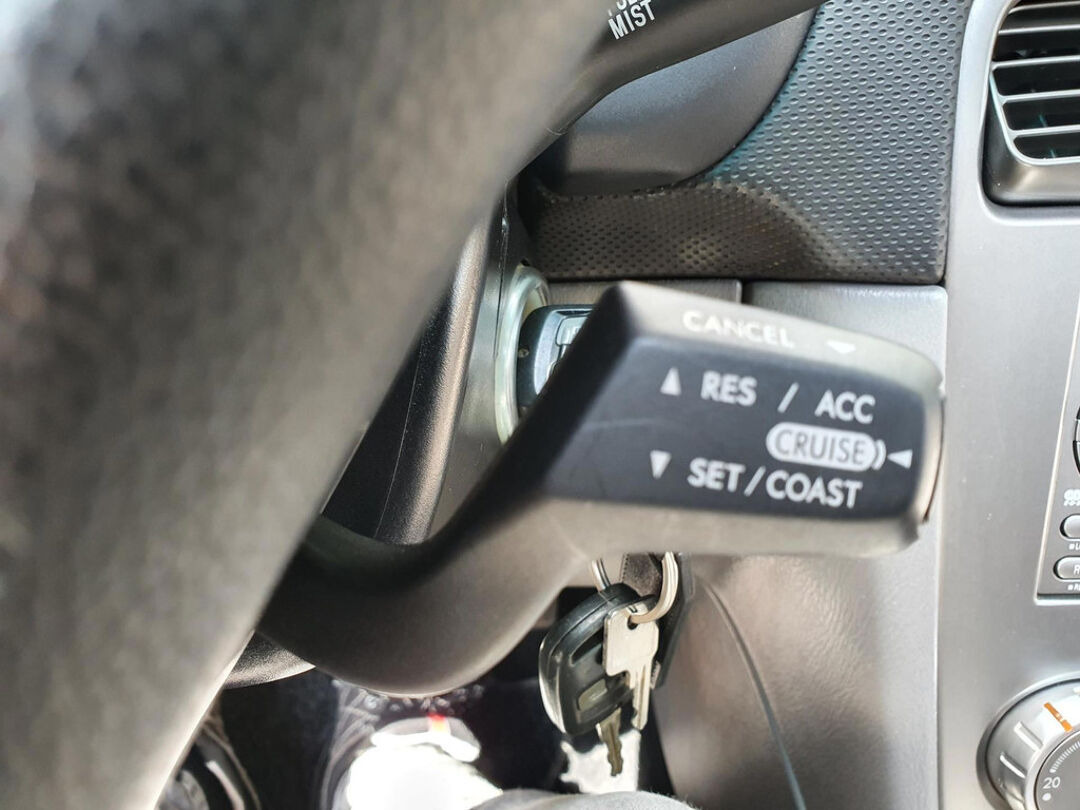 MIST
CANCEL
▲ RES / ACC
CRUISE ◀
▼ SET/COAST
20